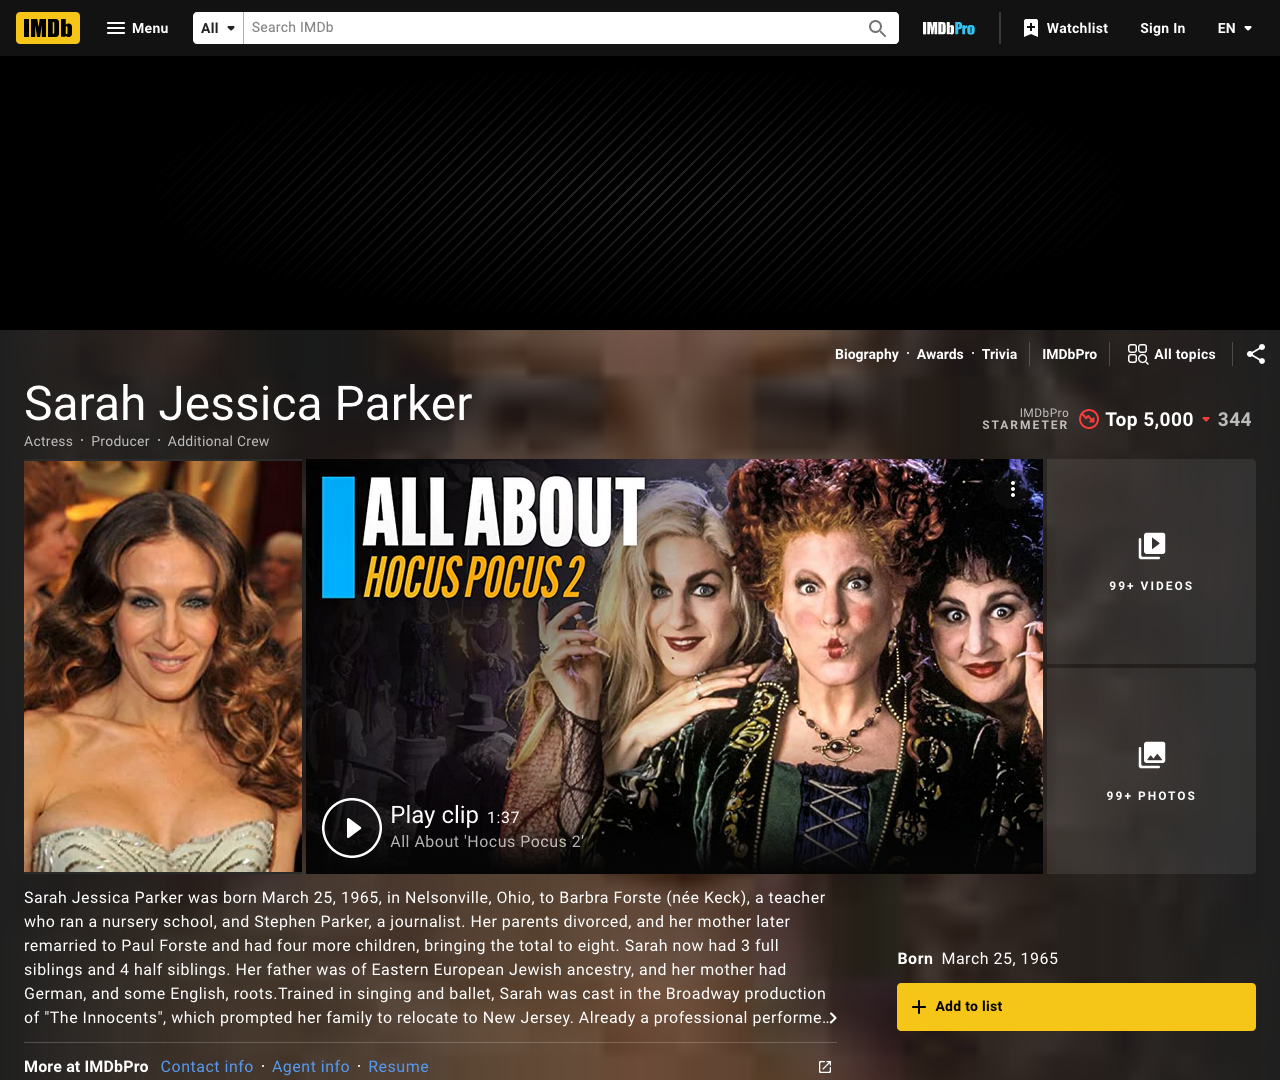 IMDb
Menu
All
Search IMDb
IMDbPro
Watchlist
Sign In
EN
Biography · Awards · Trivia
IMDbPro
All topics
Sarah Jessica Parker
Actress · Producer · Additional Crew
IMDbPro
STARMETER
Top 5,000
344
ALL ABOUT
HOCUS POCUS 2
99+ VIDEOS
99+ PHOTOS
Play clip 1:37
All About 'Hocus Pocus 2'
Sarah Jessica Parker was born March 25, 1965, in Nelsonville, Ohio, to Barbra Forste (née Keck), a teacher
who ran a nursery school, and Stephen Parker, a journalist. Her parents divorced, and her mother later
remarried to Paul Forste and had four more children, bringing the total to eight. Sarah now had 3 full
siblings and 4 half siblings. Her father was of Eastern European Jewish ancestry, and her mother had
German, and some English, roots.Trained in singing and ballet, Sarah was cast in the Broadway production
of "The Innocents", which prompted her family to relocate to New Jersey. Already a professional performe...
Born March 25, 1965
Add to list
More at IMDbPro Contact info · Agent info · Resume